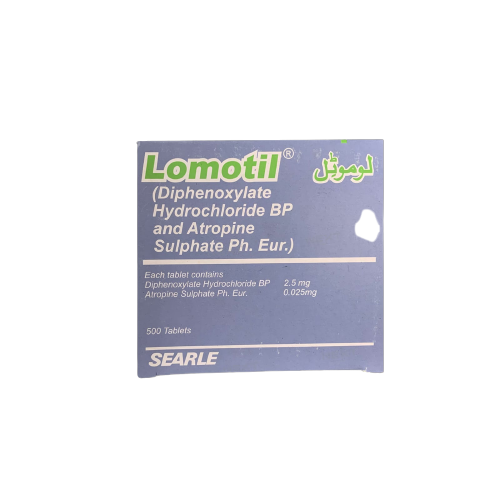 Lomotil® لوموٹل
(Diphenoxylate
Hydrochloride BP
and Atropine
Sulphate Ph. Eur.)
Each tablet contains
Diphenoxylate Hydrochloride BP 2.5 mg
Atropine Sulphate Ph. Eur. 0.025mg
500 Tablets
SEARLE